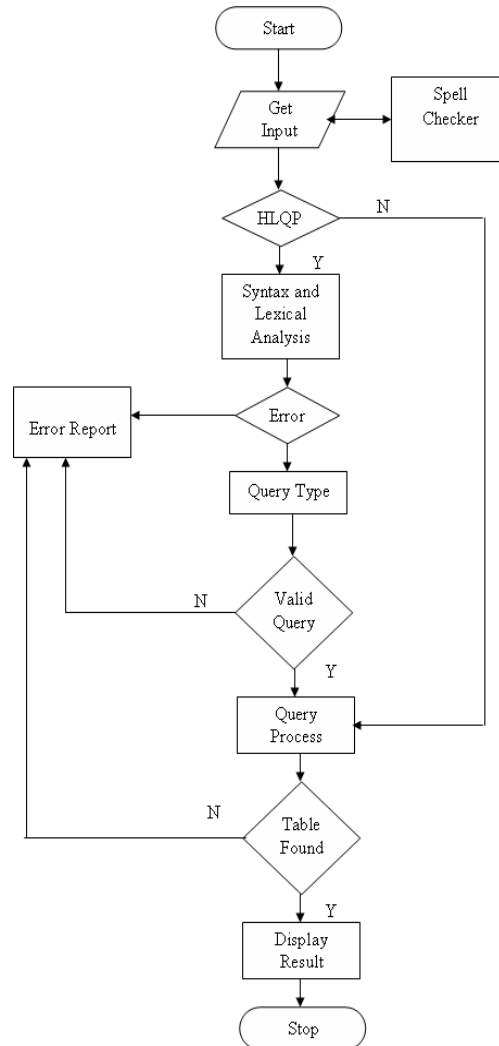 Start
Get
Input
Spell
Checker
HLQP
N
Y
Syntax and
Lexical
Analysis
Error
Error Report
Query Type
Valid
Query
N
Y
Query
Process
N
Table
Found
Y
Display
Result
Stop